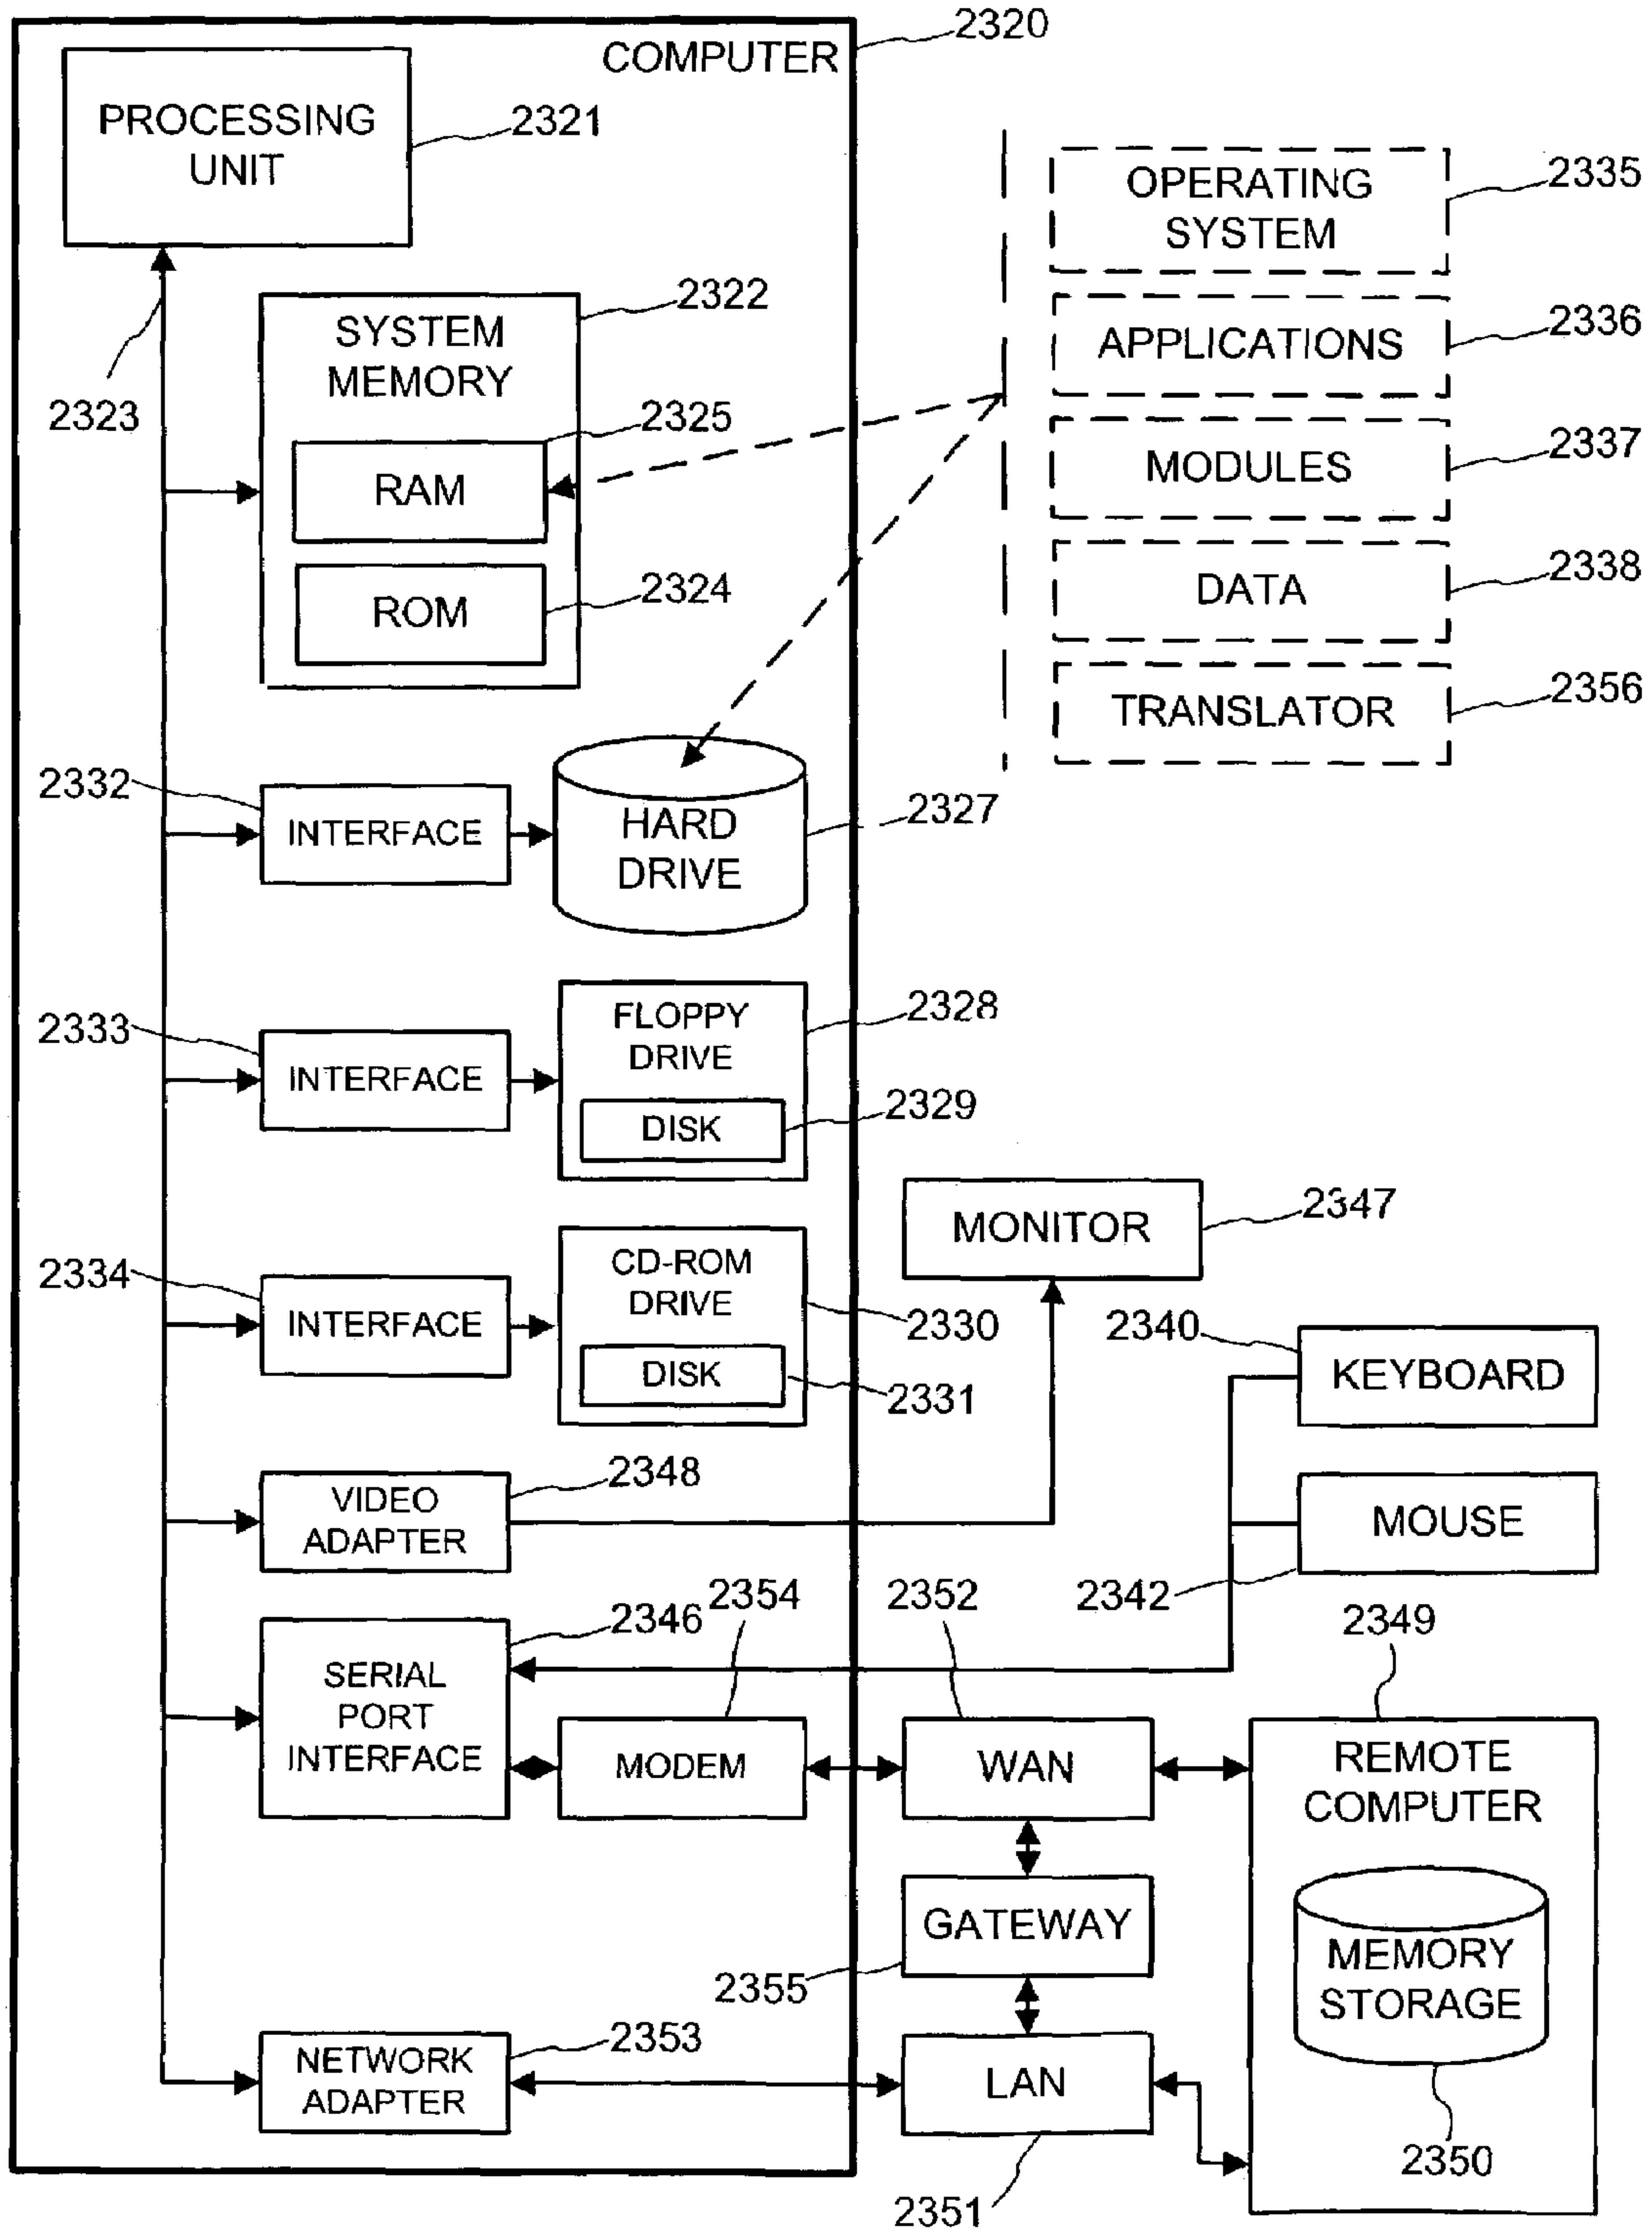 2320
COMPUTER
PROCESSING
UNIT
2321
2323
SYSTEM
MEMORY
2322
RAM
2325
ROM
2324
OPERATING
SYSTEM
2335
APPLICATIONS
2336
MODULES
2337
DATA
2338
TRANSLATOR
2356
2332
INTERFACE
HARD
DRIVE
2327
2333
INTERFACE
FLOPPY
DRIVE
2328
DISK
2329
2334
INTERFACE
CD-ROM
DRIVE
2330
DISK
2331
MONITOR
2347
2340
KEYBOARD
MOUSE
2342
VIDEO
ADAPTER
2348
SERIAL
PORT
INTERFACE
2346
2354
MODEM
2352
WAN
2349
REMOTE
COMPUTER
MEMORY
STORAGE
2350
GATEWAY
2355
NETWORK
ADAPTER
2353
LAN
2351